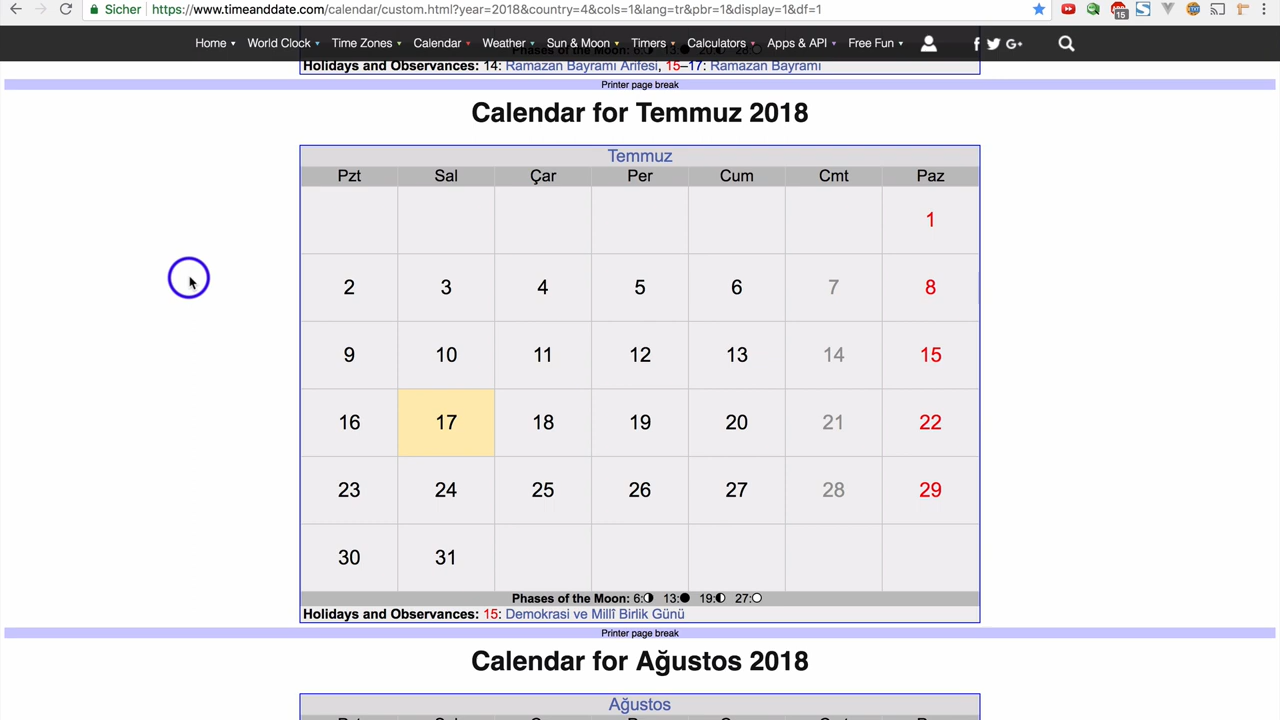 Sicher https://www.timeanddate.com/calendar/custom.html?year=2018&country=4&cols=1&lang=tr&pbr=1&display=1&df=1
15
Home World Clock Time Zones Calendar Weather Sun & Moon Timers Calculators Apps & API Free Fun
Holidays and Observances: 14: Ramazan Bayramı Arifesi, 15–17: Ramazan Bayramı
Printer page break
Calendar for Temmuz 2018
Temmuz
Pzt Sal Çar Per Cum Cmt Paz
1
2 3 4 5 6 7 8
9 10 11 12 13 14 15
16 17 18 19 20 21 22
23 24 25 26 27 28 29
30 31
Phases of the Moon: 6: 13: 19: 27:
Holidays and Observances: 15: Demokrasi ve Millî Birlik Günü
Printer page break
Calendar for Ağustos 2018
Ağustos